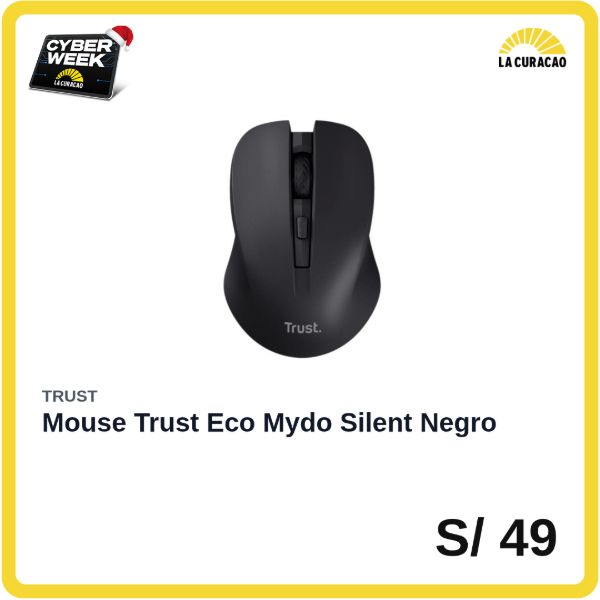 CYBER
WEEK
LA CURACAO
LA CURACAO
Trust.
TRUST
Mouse Trust Eco Mydo Silent Negro
S/ 49